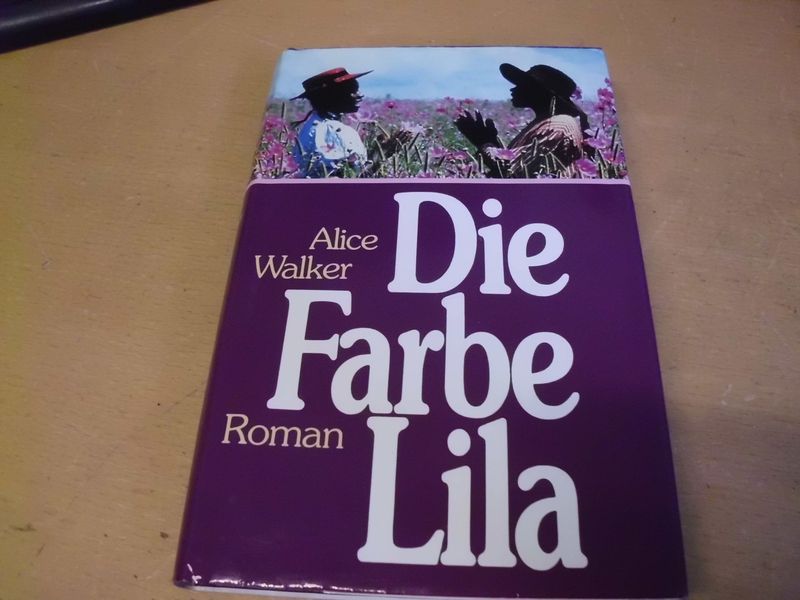 Alice
Walker
Die
Farbe
Roman
Lila